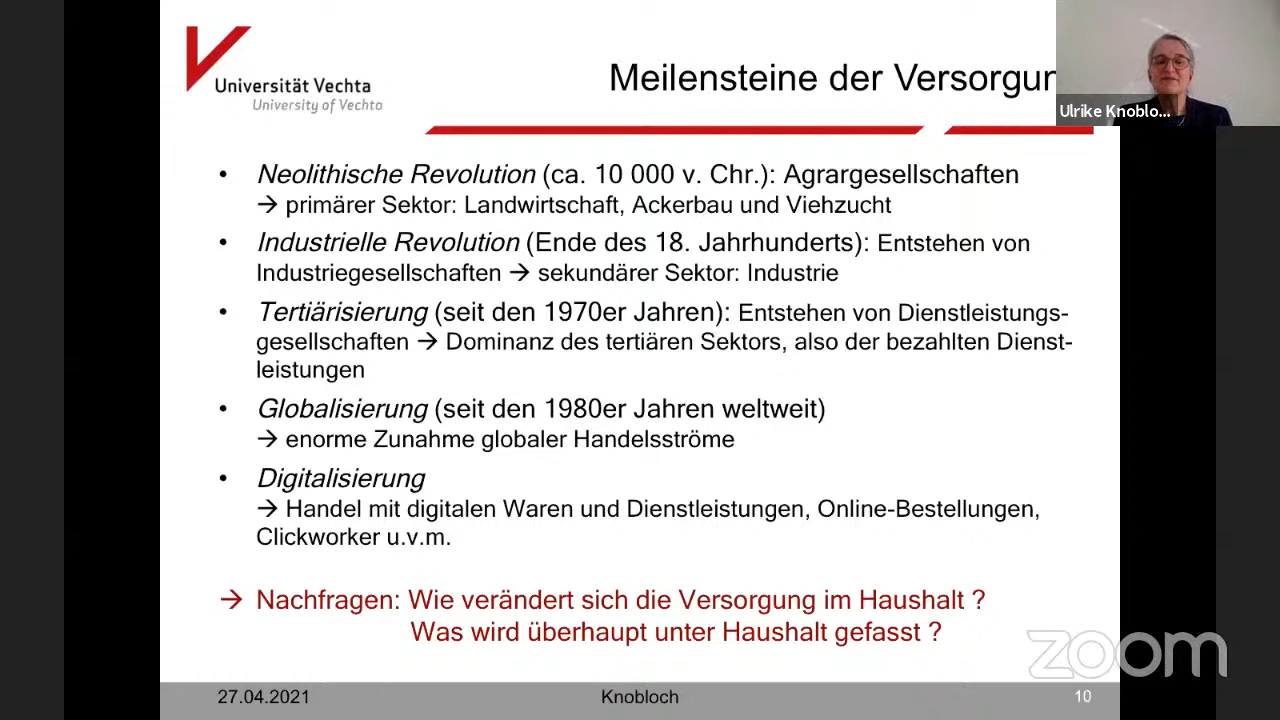 Universität Vechta
University of Vechta
Meilensteine der Versorgun
Ulrike Knoblo...
• Neolithische Revolution (ca. 10 000 v. Chr.): Agrargesellschaften
→ primärer Sektor: Landwirtschaft, Ackerbau und Viehzucht
• Industrielle Revolution (Ende des 18. Jahrhunderts): Entstehen von
Industriegesellschaften → sekundärer Sektor: Industrie
• Tertiärisierung (seit den 1970er Jahren): Entstehen von Dienstleistungs-
gesellschaften → Dominanz des tertiären Sektors, also der bezahlten Dienst-
leistungen
• Globalisierung (seit den 1980er Jahren weltweit)
→ enorme Zunahme globaler Handelsströme
• Digitalisierung
→ Handel mit digitalen Waren und Dienstleistungen, Online-Bestellungen,
Clickworker u.v.m.
→ Nachfragen: Wie verändert sich die Versorgung im Haushalt ?
Was wird überhaupt unter Haushalt gefasst ?
zoom
27.04.2021
Knobloch
10